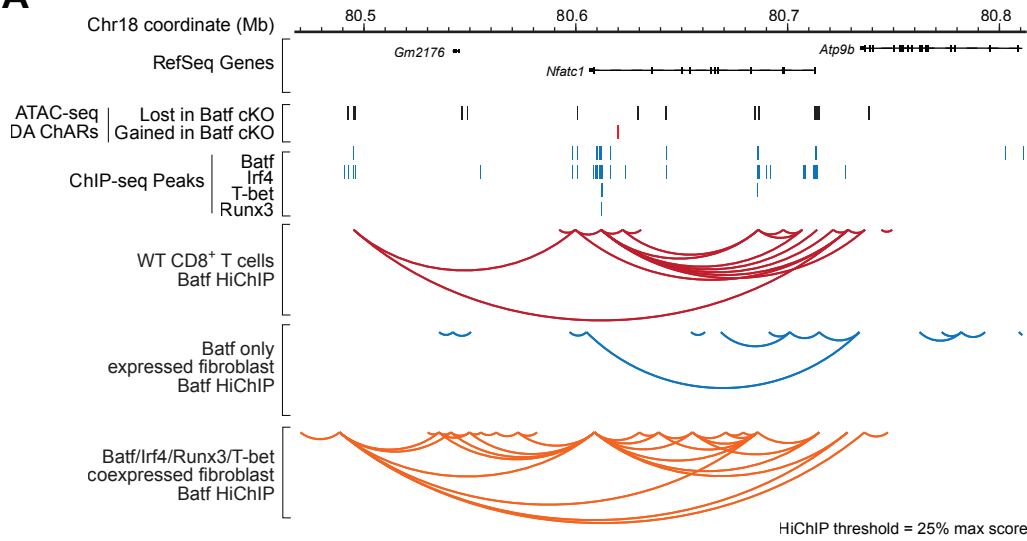 A
Chr18 coordinate (Mb)
80.5
80.6
80.7
80.8
RefSeq Genes
Gm2176
Nfatc1
Atp9b
ATAC-seq
DA ChARs
Lost in Batf cKO
Gained in Batf cKO
ChIP-seq Peaks
Batf
Irf4
T-bet
Runx3
WT CD8+ T cells
Batf HiChIP
Batf only
expressed fibroblast
Batf HiChIP
Batf/Irf4/Runx3/T-bet
coexpressed fibroblast
Batf HiChIP
HiChIP threshold = 25% max score